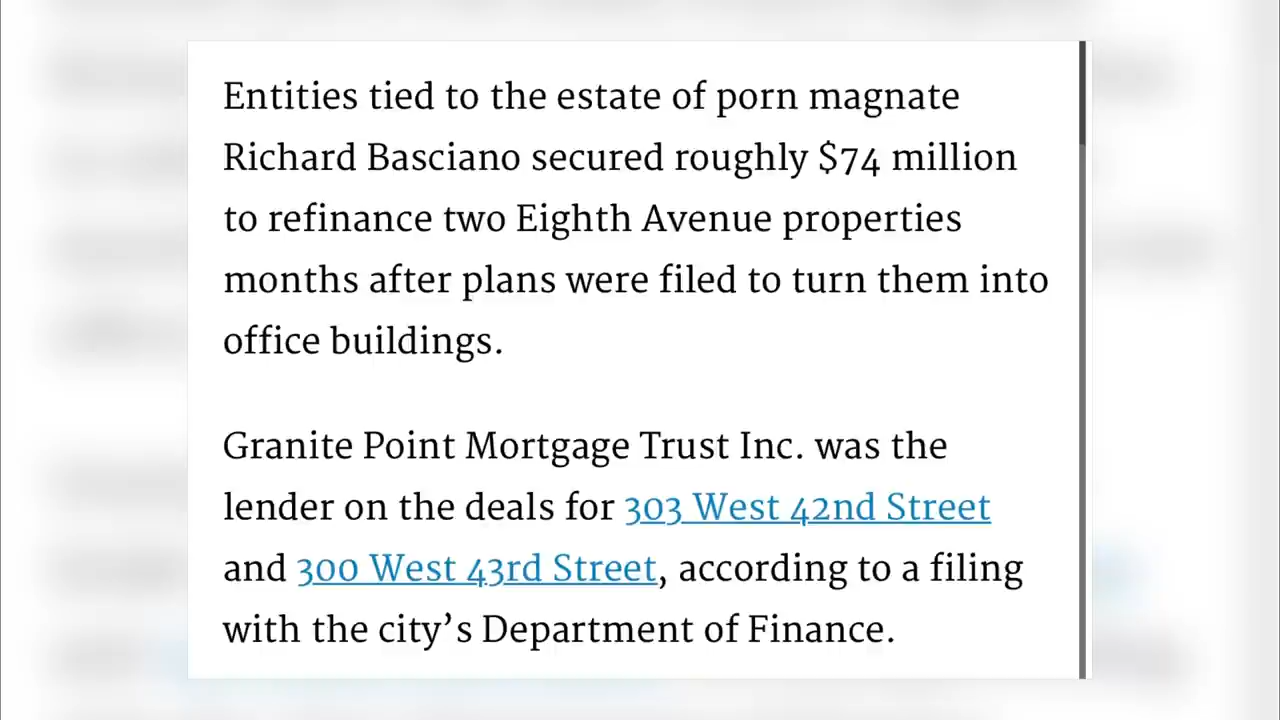 Entities tied to the estate of porn magnate
Richard Basciano secured roughly $74 million
to refinance two Eighth Avenue properties
months after plans were filed to turn them into
office buildings.
Granite Point Mortgage Trust Inc. was the
lender on the deals for 303 West 42nd Street
and 300 West 43rd Street, according to a filing
with the city’s Department of Finance.